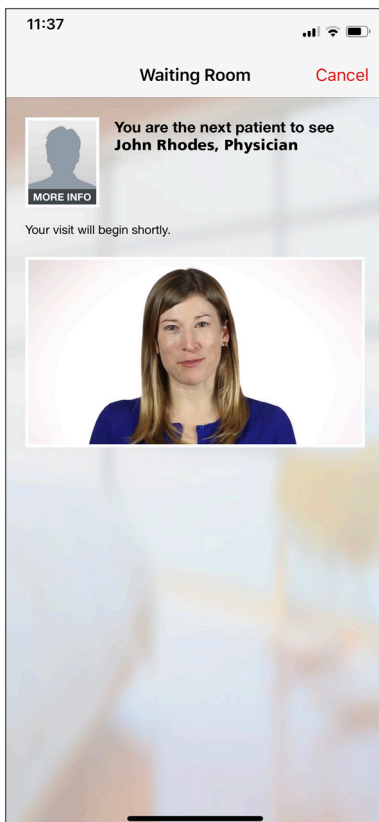 11:37
Waiting Room
Cancel
You are the next patient to see
John Rhodes, Physician
MORE INFO
Your visit will begin shortly.